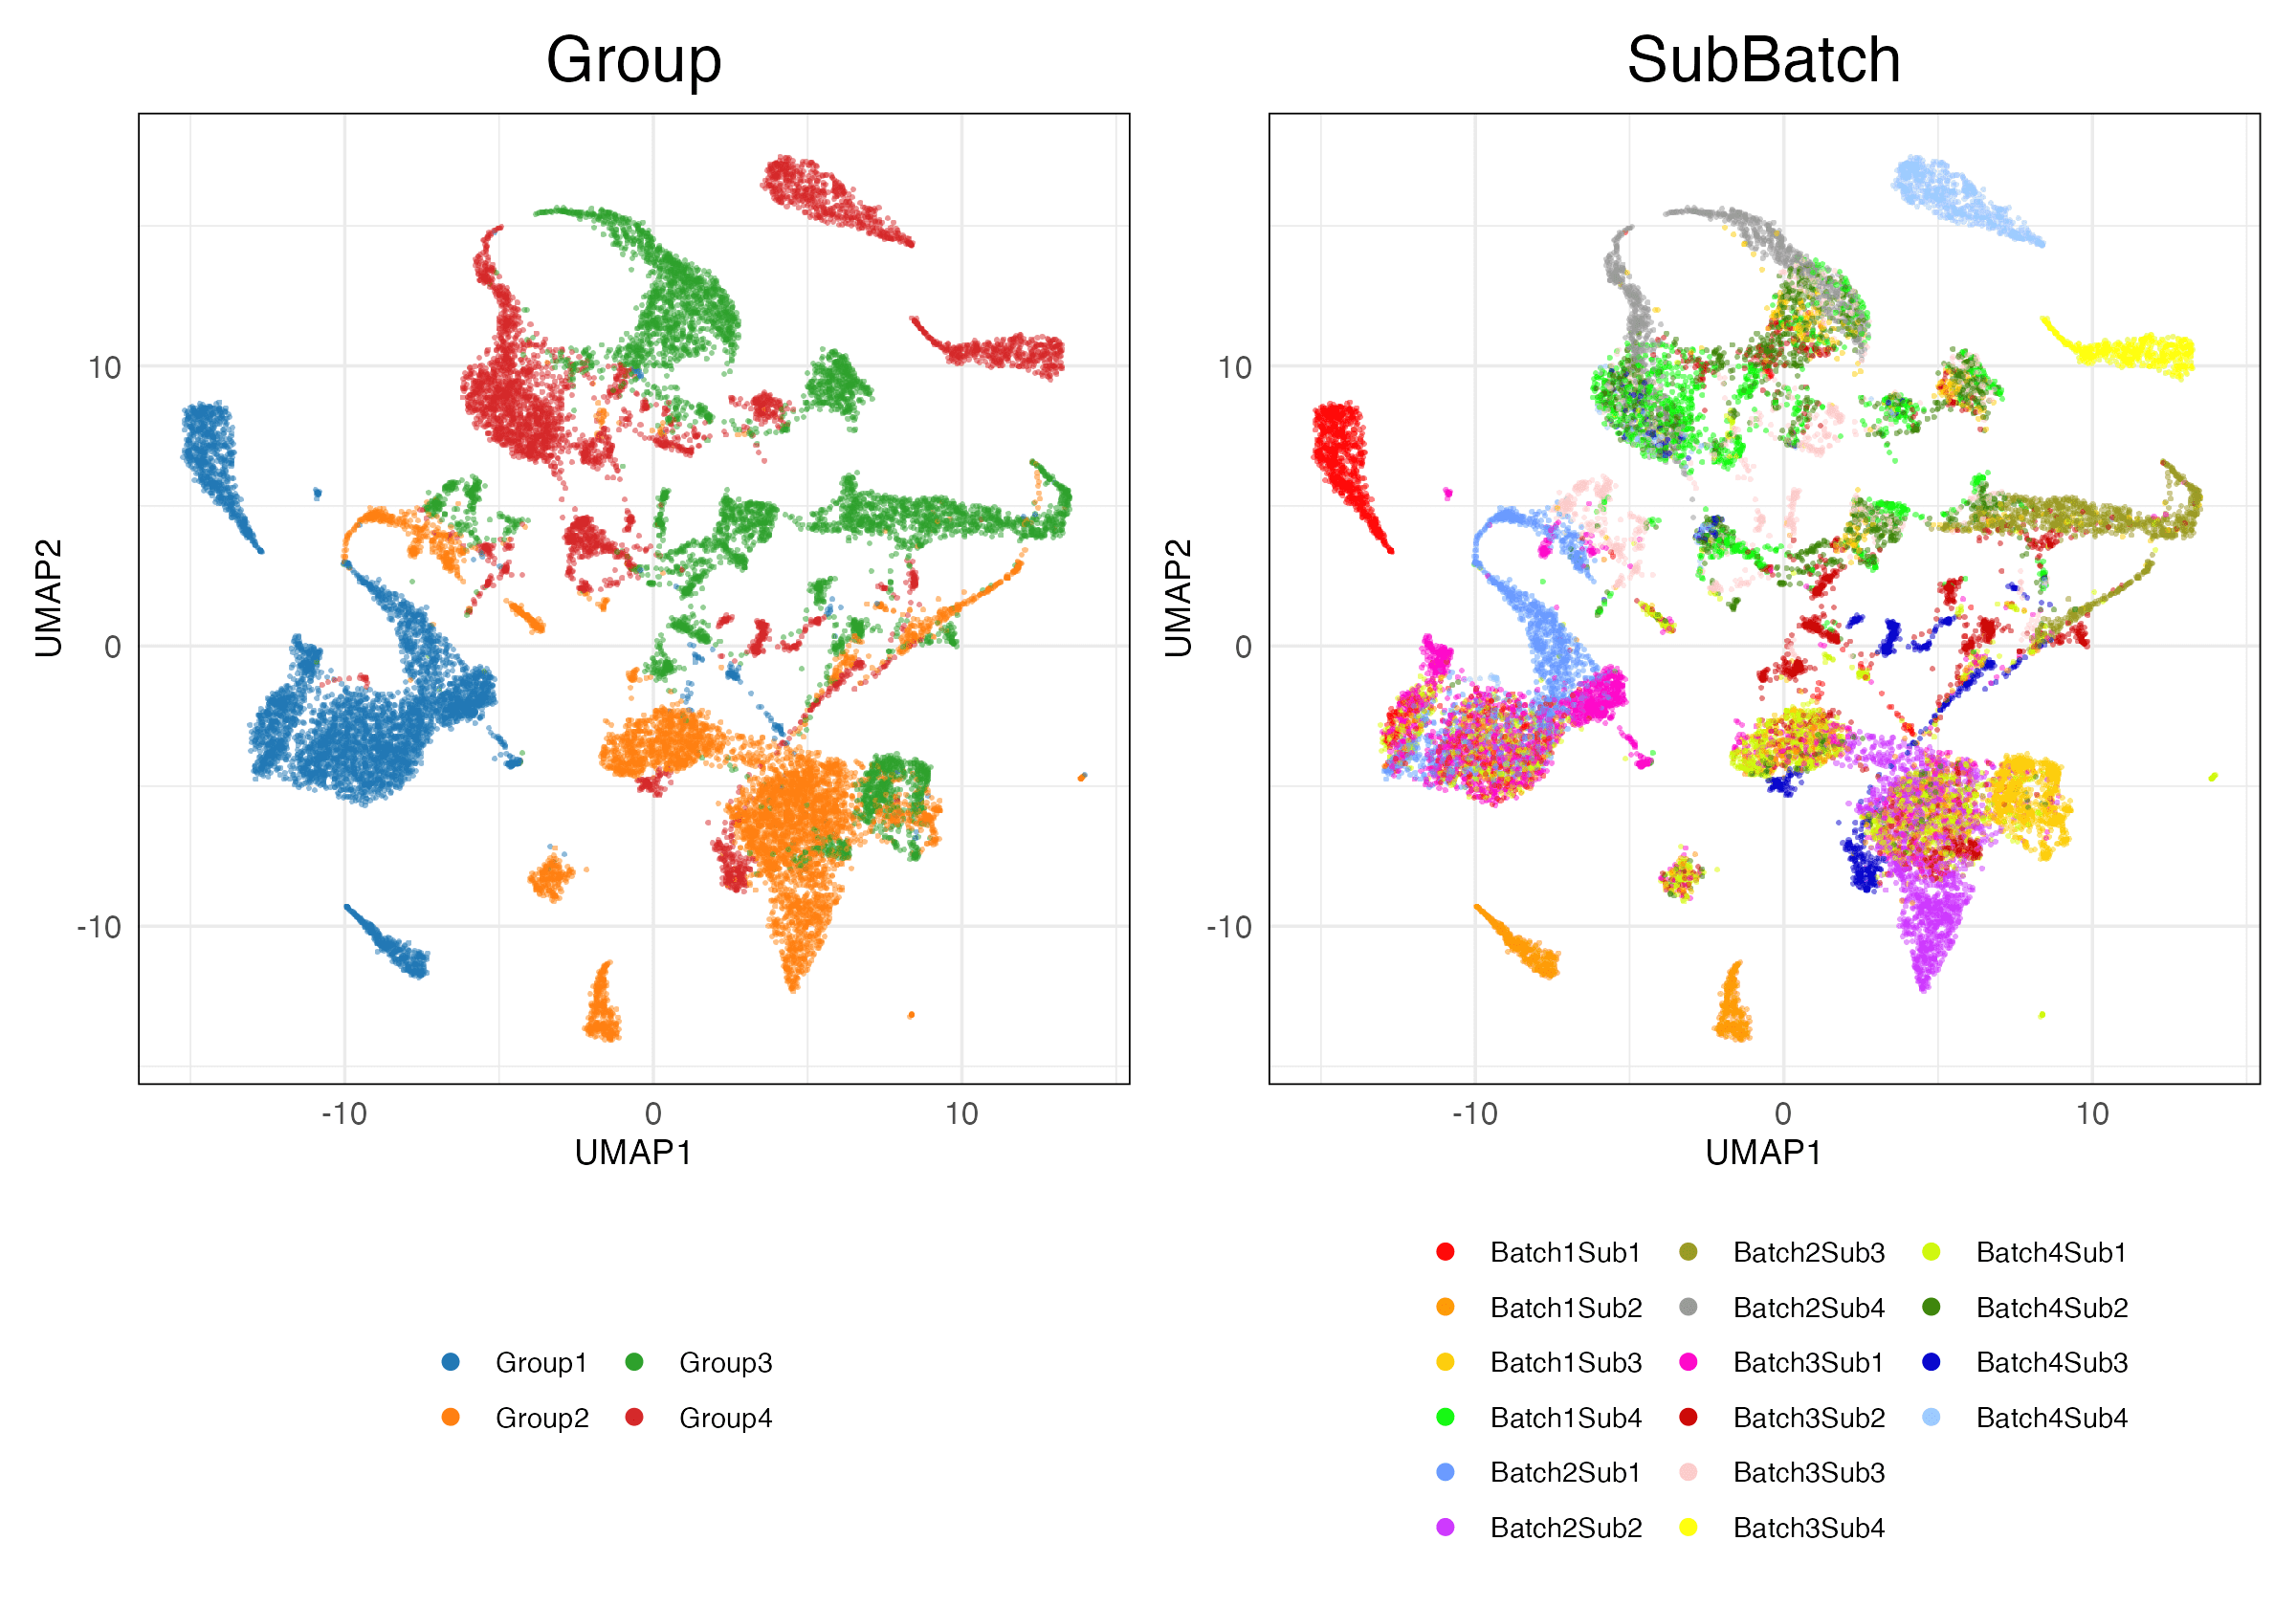 Group
SubBatch
10
0
-10
UMAP2
-10 0 10
UMAP1
10
0
-10
UMAP2
-10 0 10
UMAP1
Group1 Group3
Group2 Group4
Batch1Sub1 Batch2Sub3 Batch4Sub1
Batch1Sub2 Batch2Sub4 Batch4Sub2
Batch1Sub3 Batch3Sub1 Batch4Sub3
Batch1Sub4 Batch3Sub2 Batch4Sub4
Batch2Sub1 Batch3Sub3
Batch2Sub2 Batch3Sub4